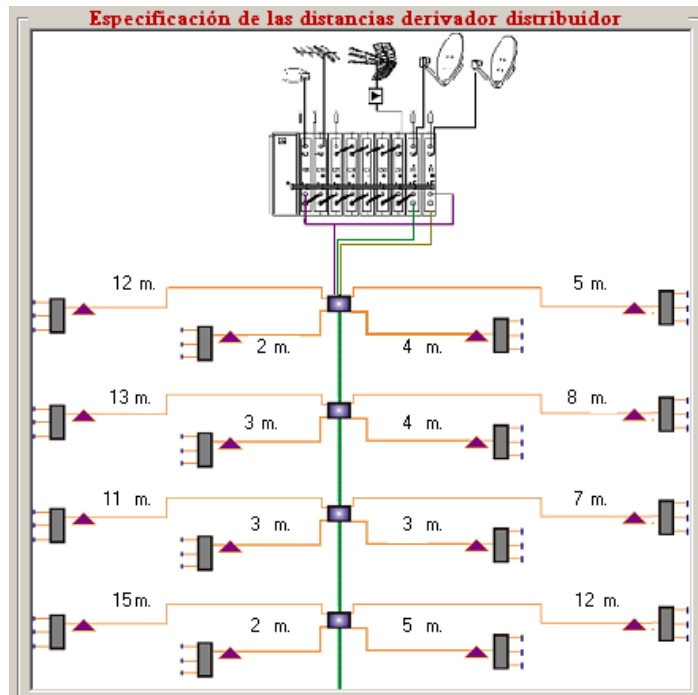 Especificación de las distancias derivador distribuidor
12 m.
5 m.
2 m.
4 m.
13 m.
8 m.
3 m.
4 m.
11 m.
7 m.
3 m.
3 m.
15 m.
12 m.
2 m.
5 m.